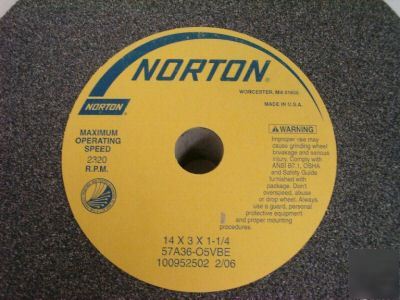 NORTON®
WORCESTER, MA 01606
MADE IN U.S.A.
NORTON
MAXIMUM
OPERATING
SPEED
2320
R.P.M.
⚠WARNING
Improper use may
cause grinding wheel
breakage and serious
injury. Comply with
ANSI B7.1, OSHA
and Safety Guide
furnished with
package. Don't
overspeed, abuse
or drop wheel. Always
use a guard, personal
protective equipment
and proper mounting
procedures.
14 X 3 X 1-1/4
57A36-O5VBE
100952502 2/06